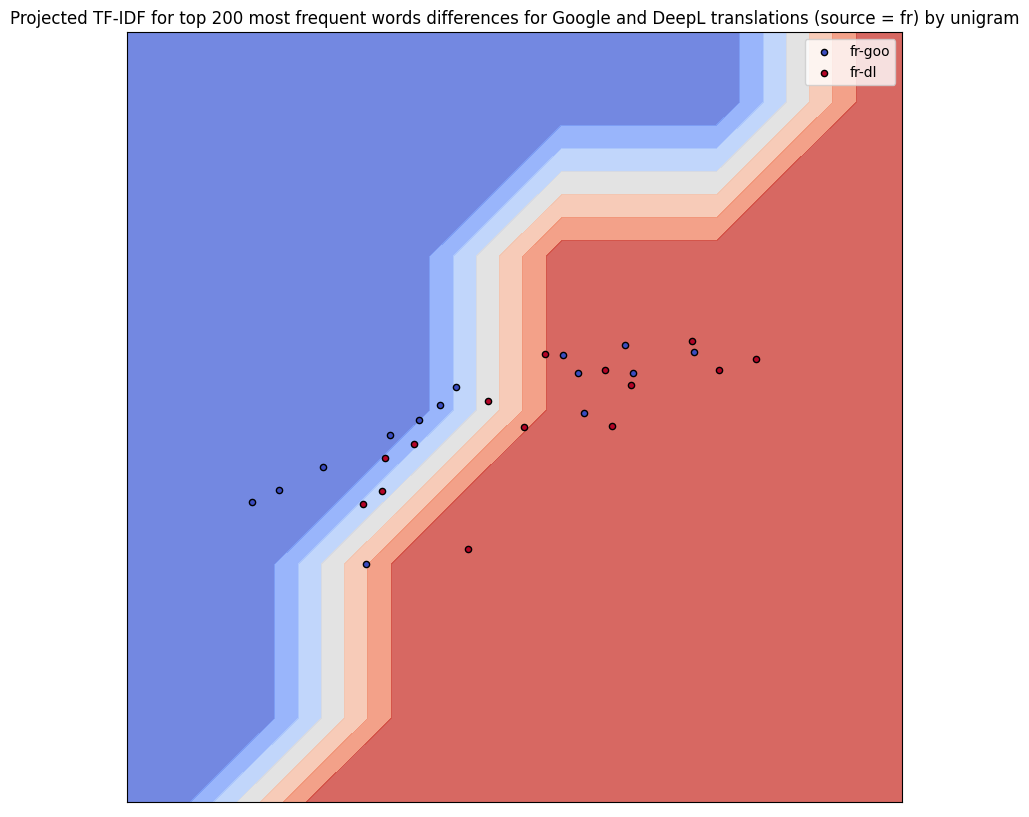 Projected TF-IDF for top 200 most frequent words differences for Google and DeepL translations (source = fr) by unigram
fr-goo
fr-dl